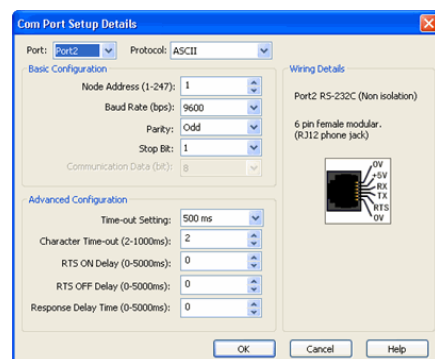 Com Port Setup Details
Port: Port2 Protocol: ASCII
Basic Configuration
Node Address (1-247): 1
Baud Rate (bps): 9600
Parity: Odd
Stop Bit: 1
Communication Data (bit): 8
Advanced Configuration
Time-out Setting: 500 ms
Character Time-out (2-1000ms): 2
RTS ON Delay (0-5000ms): 0
RTS OFF Delay (0-5000ms): 0
Response Delay Time (0-5000ms): 0
Wiring Details
Port2 RS-232C (Non isolation)
6 pin female modular.
(RJ12 phone jack)
0V
+5V
RX
TX
RTS
0V
OK Cancel Help